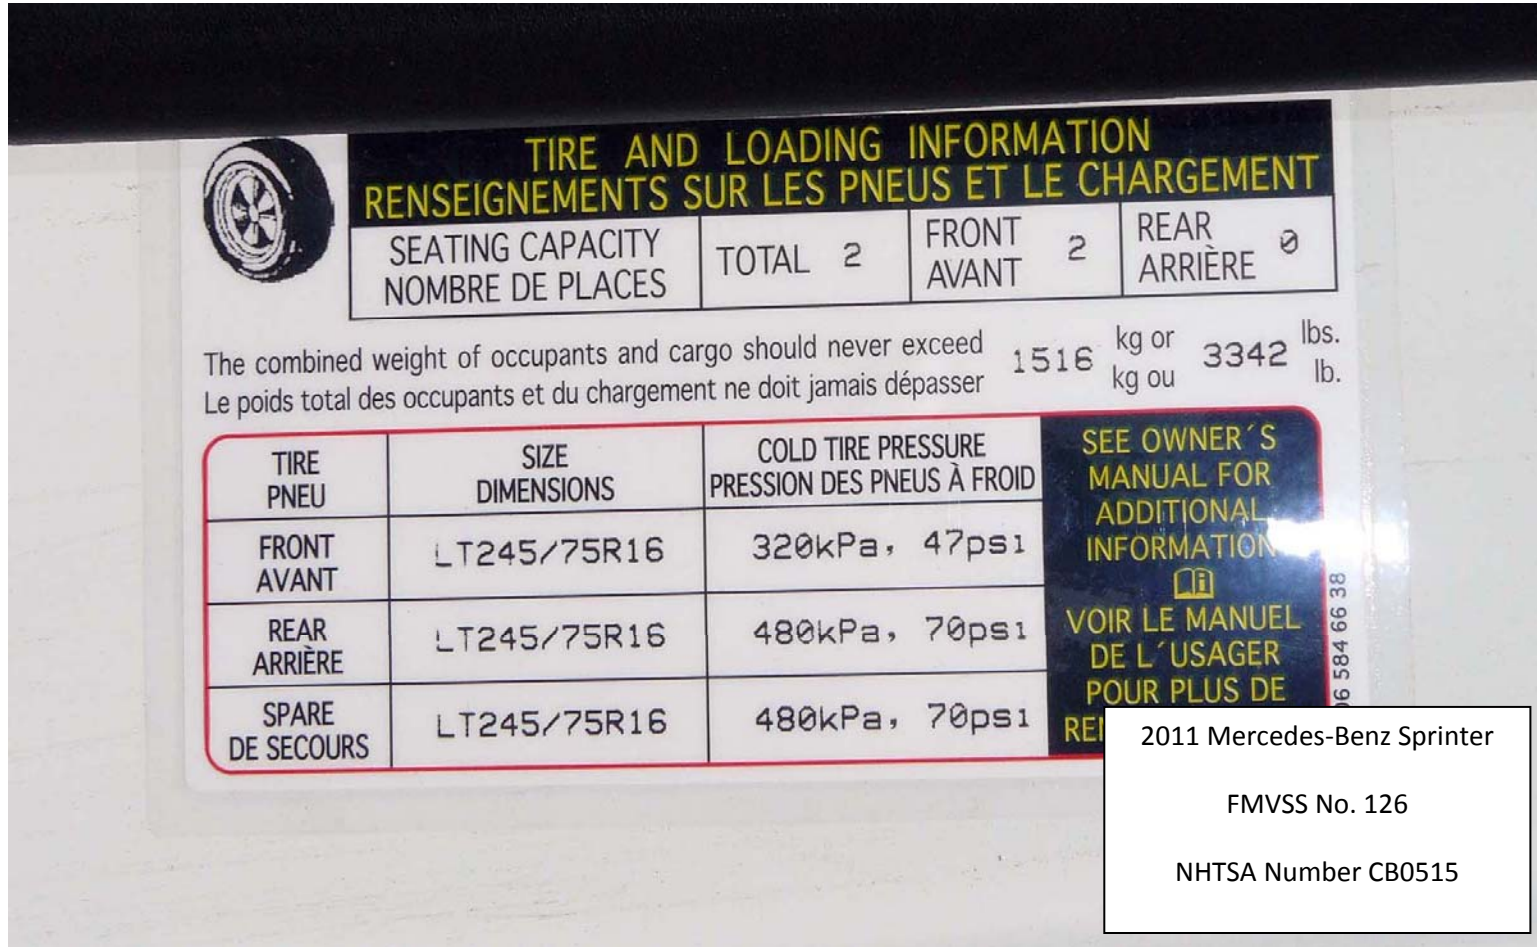 TIRE AND LOADING INFORMATION
RENSEIGNEMENTS SUR LES PNEUS ET LE CHARGEMENT
SEATING CAPACITY
NOMBRE DE PLACES
TOTAL 2
FRONT
AVANT
2
REAR
ARRIÈRE
0
The combined weight of occupants and cargo should never exceed
Le poids total des occupants et du chargement ne doit jamais dépasser
1516
kg or
kg ou
3342
lbs.
lb.
TIRE
PNEU
SIZE
DIMENSIONS
COLD TIRE PRESSURE
PRESSION DES PNEUS À FROID
FRONT
AVANT
LT245/75R16
320kPa, 47psi
REAR
ARRIÈRE
LT245/75R16
480kPa, 70psi
SPARE
DE SECOURS
LT245/75R16
480kPa, 70psi
SEE OWNER´S
MANUAL FOR
ADDITIONAL
INFORMATION
VOIR LE MANUEL
DE L´USAGER
POUR PLUS DE
584 66 38
2011 Mercedes-Benz Sprinter
FMVSS No. 126
NHTSA Number CB0515